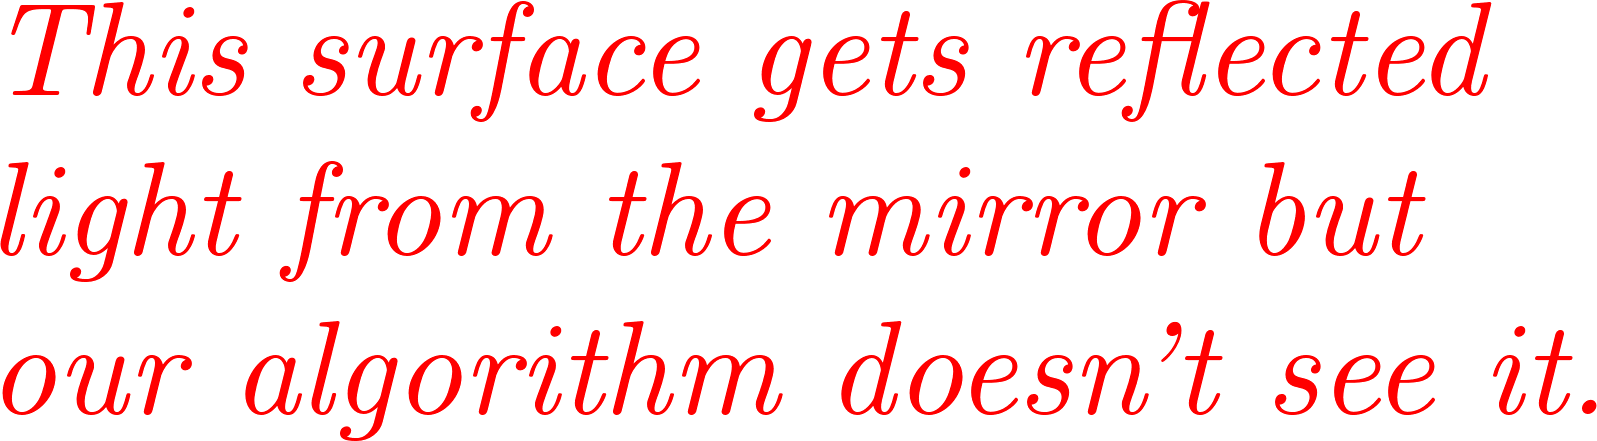 This surface gets reflected
light from the mirror but
our algorithm doesn't see it.